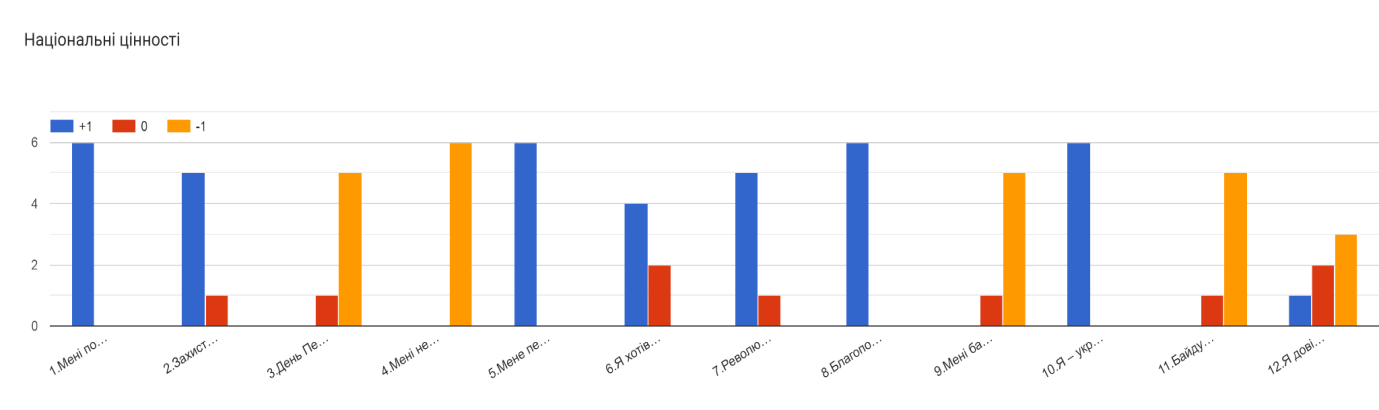 Національні цінності
+1 0 -1
6
4
2
0
1.Мені по…
2.Захист…
3.День Пе…
4.Мені не…
5.Мене пе…
6.Я хотів…
7.Револю…
8.Благопо…
9.Мені ба…
10.Я – укр…
11.Байду…
12.Я дові…